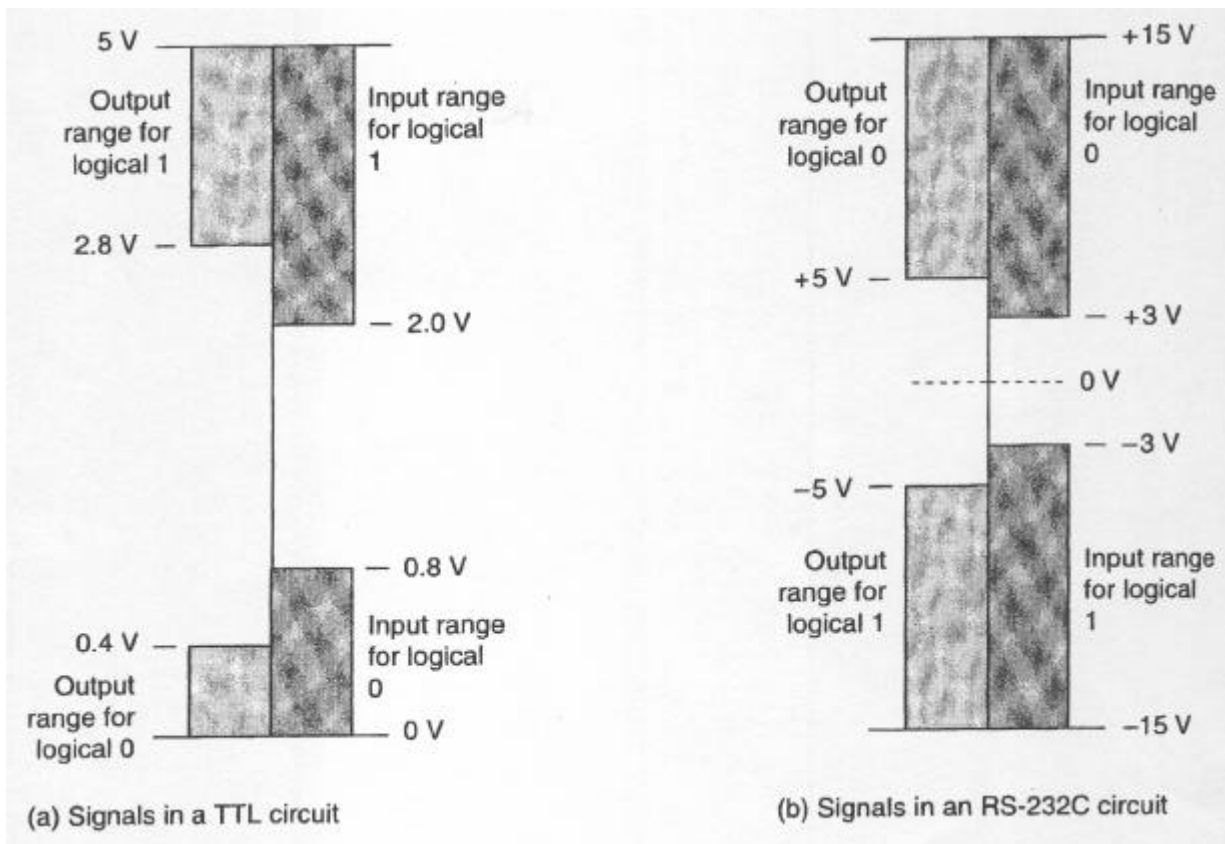 5 V
Output
range for
logical 1
Input range
for logical
1
2.8 V
2.0 V
0.8 V
0.4 V
Input range
for logical
0
Output
range for
logical 0
0 V
(a) Signals in a TTL circuit
+15 V
Output
range for
logical 0
Input range
for logical
0
+5 V
+3 V
0 V
–3 V
–5 V
Output
range for
logical 1
Input range
for logical
1
–15 V
(b) Signals in an RS-232C circuit